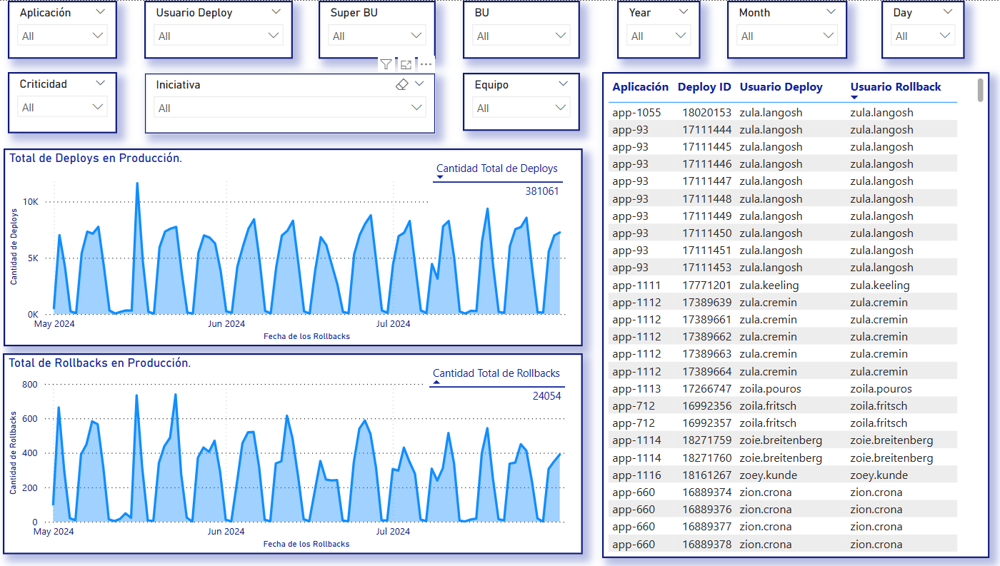 Aplicación Usuario Deploy Super BU BU Year Month Day
All All All All All All All
Criticidad Iniciativa Equipo
All All All
Total de Deploys en Producción.
Cantidad Total de Deploys
381061
Cantidad de Deploys
10K
5K
0K
May 2024 Jun 2024 Jul 2024
Fecha de los Rollbacks
Total de Rollbacks en Producción.
Cantidad Total de Rollbacks
24054
Cantidad de Rollbacks
800
600
400
200
0
May 2024 Jun 2024 Jul 2024
Fecha de los Rollbacks
Aplicación Deploy ID Usuario Deploy Usuario Rollback
app-1055 18020153 zula.langosh zula.langosh
app-93 17111444 zula.langosh zula.langosh
app-93 17111445 zula.langosh zula.langosh
app-93 17111446 zula.langosh zula.langosh
app-93 17111447 zula.langosh zula.langosh
app-93 17111448 zula.langosh zula.langosh
app-93 17111449 zula.langosh zula.langosh
app-93 17111450 zula.langosh zula.langosh
app-93 17111451 zula.langosh zula.langosh
app-93 17111453 zula.langosh zula.langosh
app-1111 17771201 zula.keeling zula.keeling
app-1112 17389639 zula.cremin zula.cremin
app-1112 17389661 zula.cremin zula.cremin
app-1112 17389662 zula.cremin zula.cremin
app-1112 17389663 zula.cremin zula.cremin
app-1112 17389664 zula.cremin zula.cremin
app-1113 17266747 zoila.pouros zoila.pouros
app-712 16992356 zoila.fritsch zoila.fritsch
app-712 16992357 zoila.fritsch zoila.fritsch
app-1114 18271759 zoie.breitenberg zoie.breitenberg
app-1114 18271760 zoie.breitenberg zoie.breitenberg
app-1116 18161267 zoey.kunde zoey.kunde
app-660 16889374 zion.crona zion.crona
app-660 16889376 zion.crona zion.crona
app-660 16889377 zion.crona zion.crona
app-660 16889378 zion.crona zion.crona